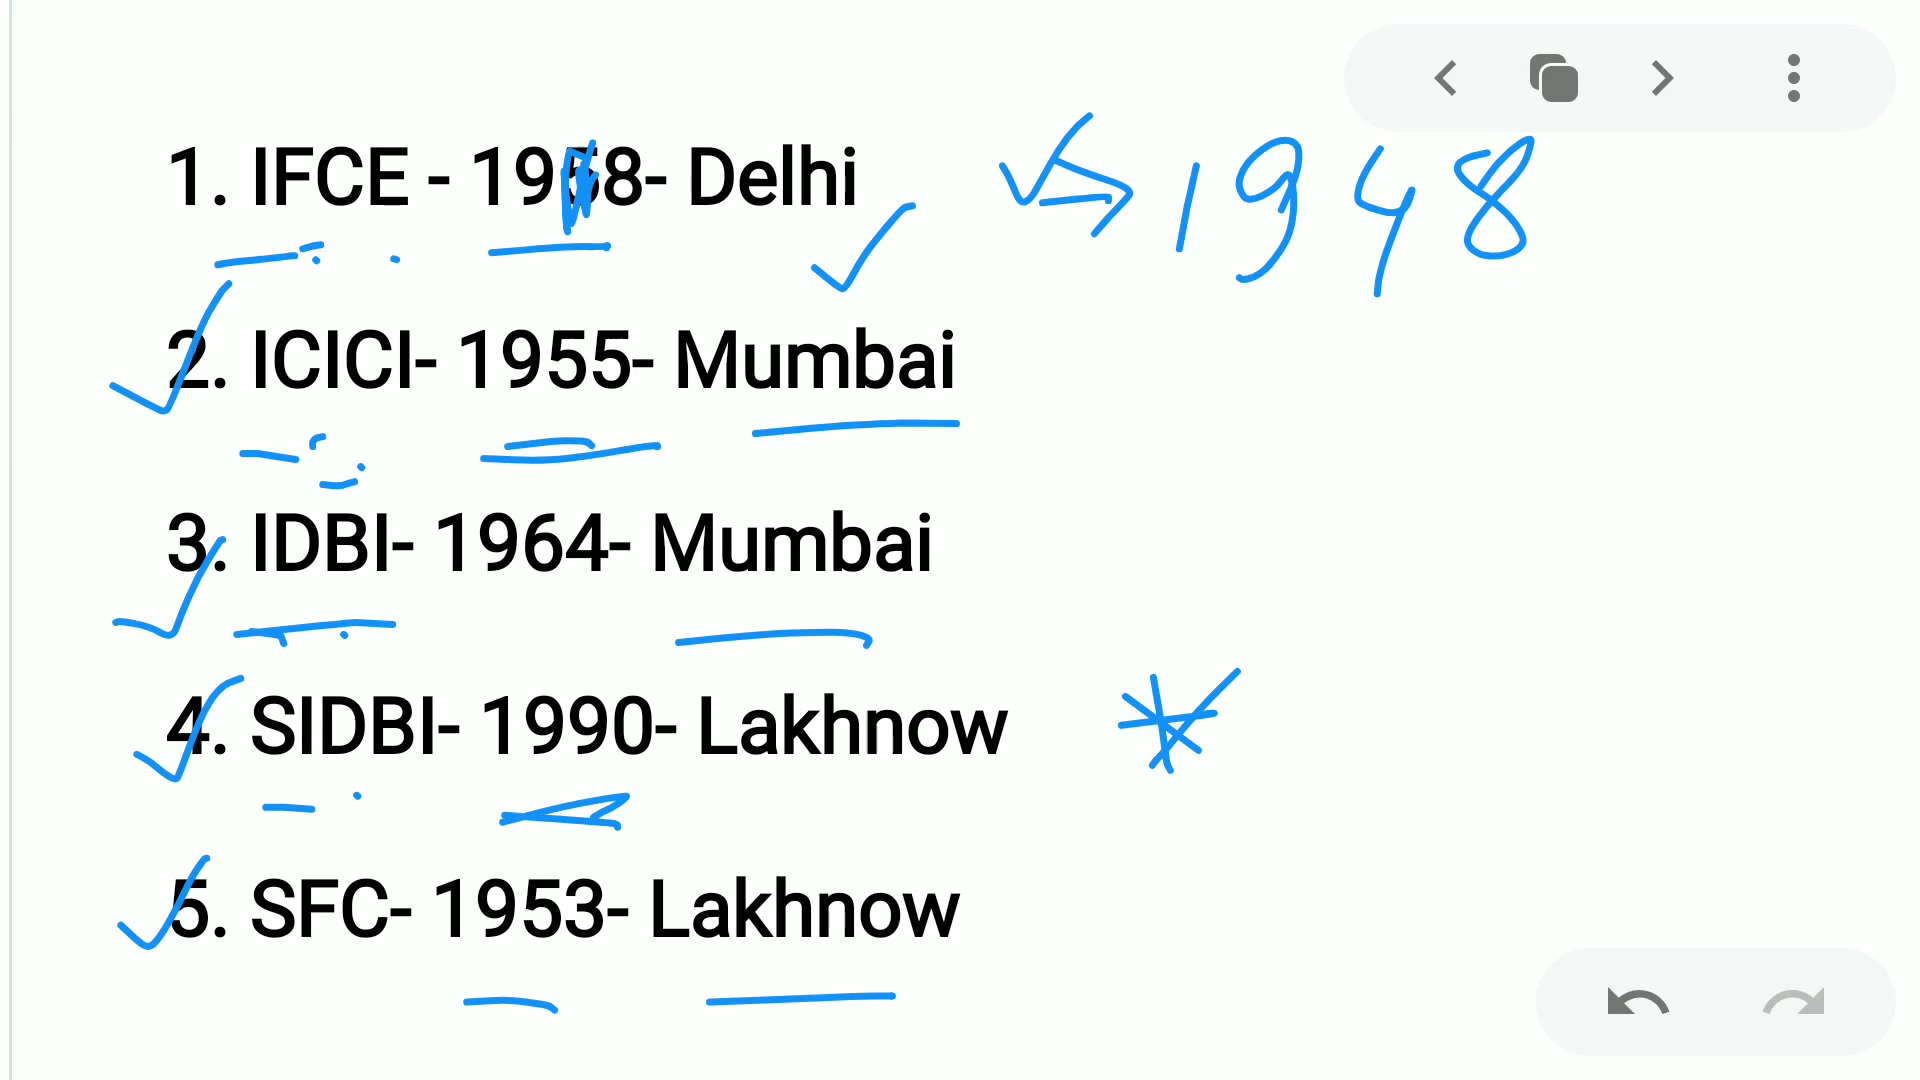 1. IFCE - 1958- Delhi 1948
2. ICICI- 1955- Mumbai
3. IDBI- 1964- Mumbai
4. SIDBI- 1990- Lakhnow
5. SFC- 1953- Lakhnow